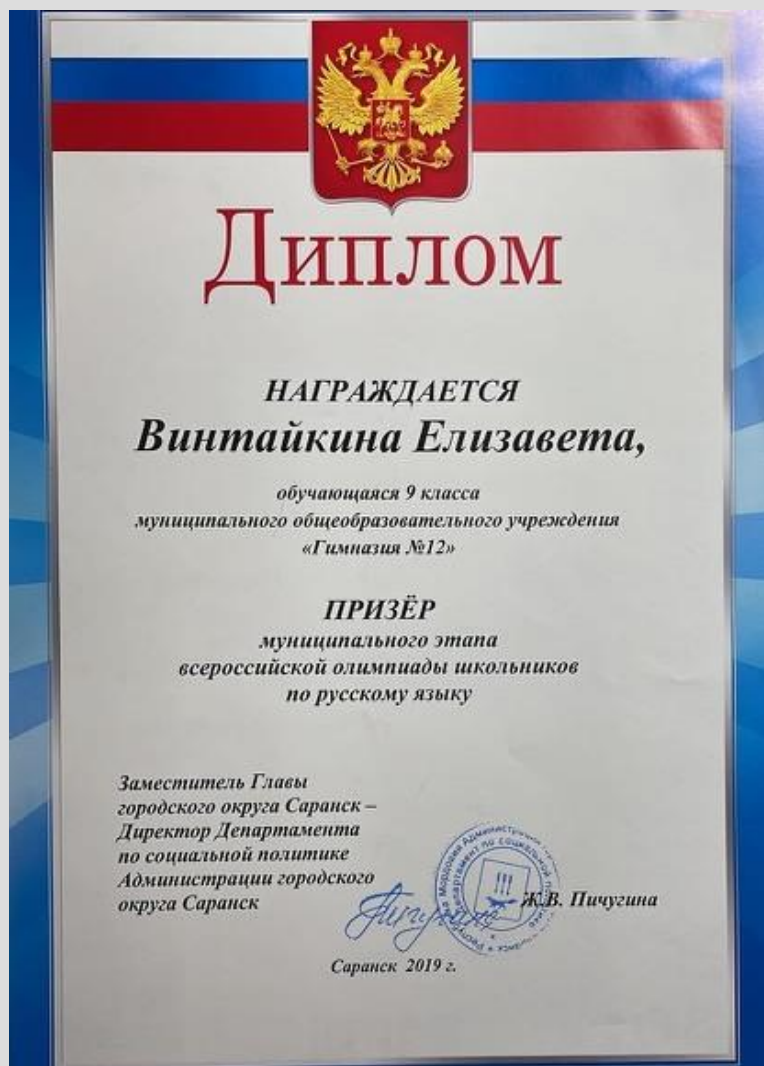 Диплом
НАГРАЖДАЕТСЯ
Винтайкина Елизавета,
обучающаяся 9 класса
муниципального общеобразовательного учреждения
«Гимназия №12»
ПРИЗЁР
муниципального этапа
всероссийской олимпиады школьников
по русскому языку
Заместитель Главы
городского округа Саранск –
Директор Департамента
по социальной политике
Администрации городского
округа Саранск
Ж.В. Пичугина
Саранск 2019 г.